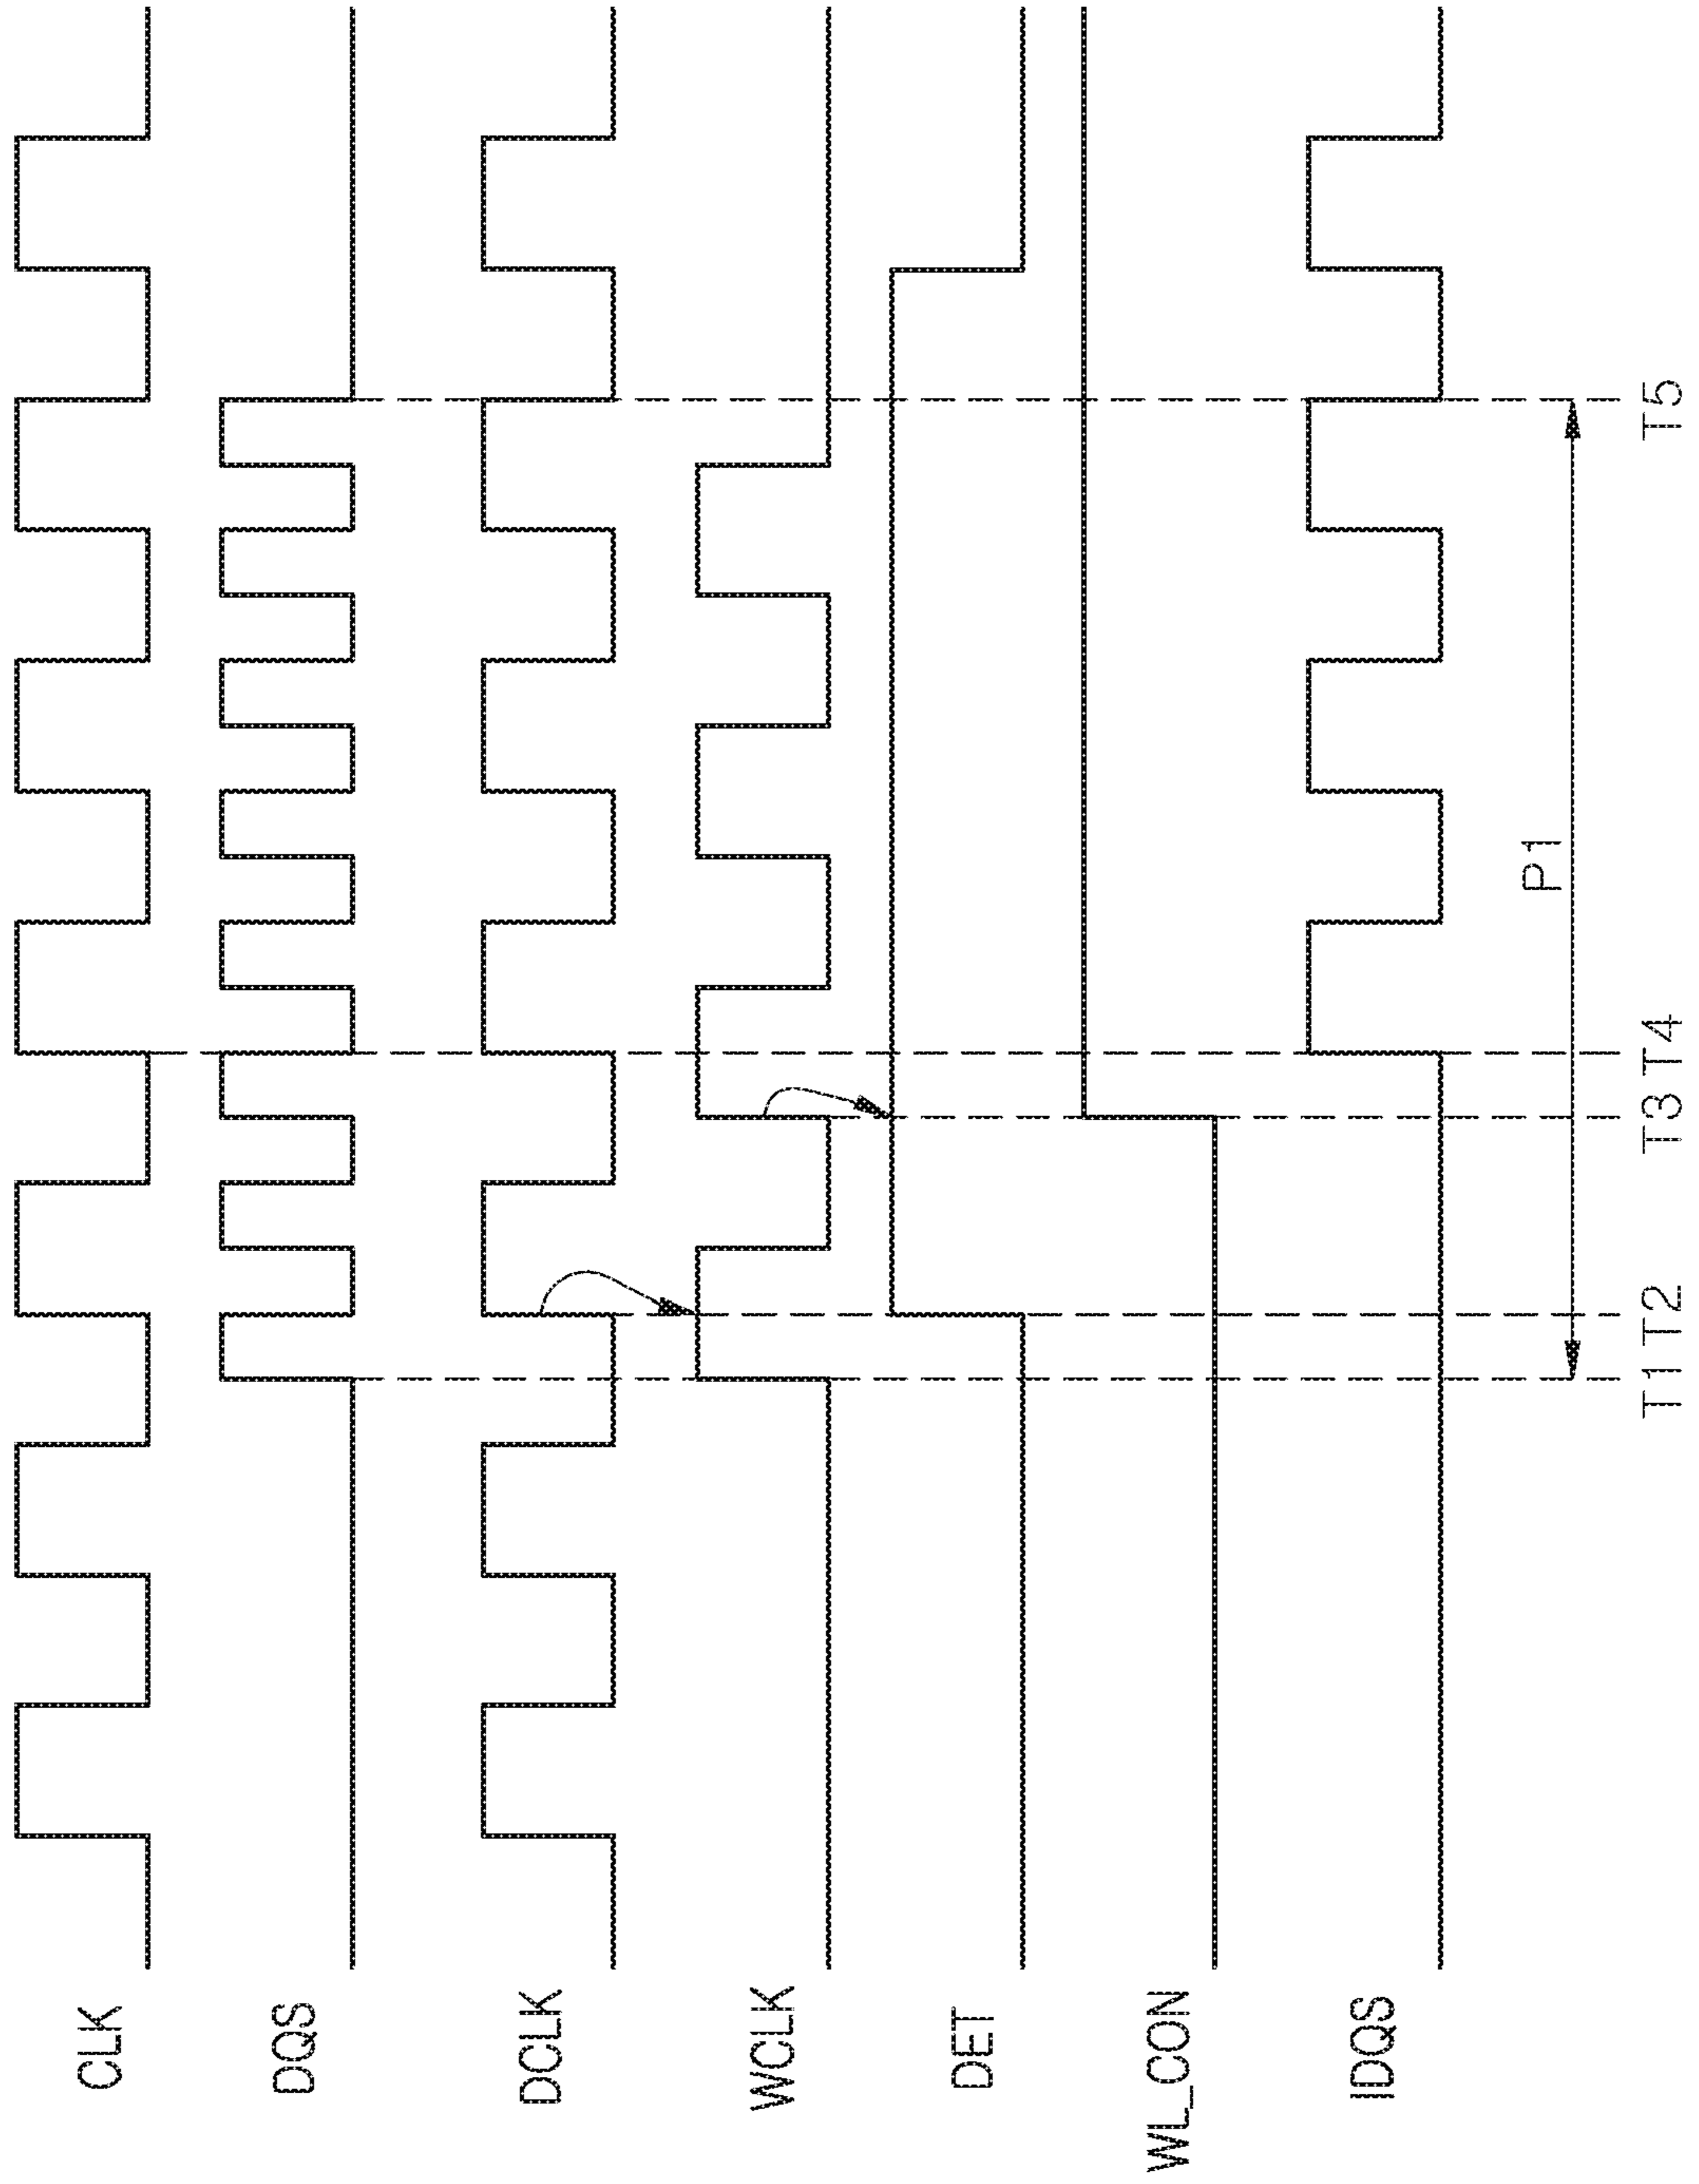 CLK
DQS
DCLK
WCLK
DET
WL_CON
IDQS
P1
T1 T2 T3 T4 T5